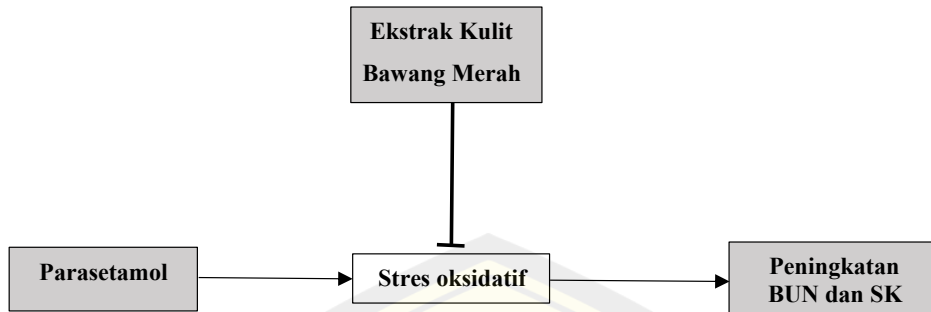 Ekstrak Kulit
Bawang Merah
Parasetamol
Stres oksidatif
Peningkatan
BUN dan SK